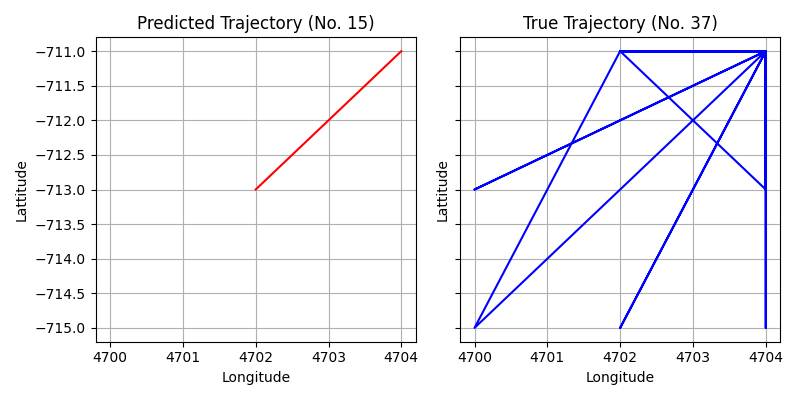 Predicted Trajectory (No. 15)
True Trajectory (No. 37)
−711.0
−711.5
−712.0
−712.5
−713.0
−713.5
−714.0
−714.5
−715.0
Lattitude
Lattitude
4700 4701 4702 4703 4704
4700 4701 4702 4703 4704
Longitude
Longitude